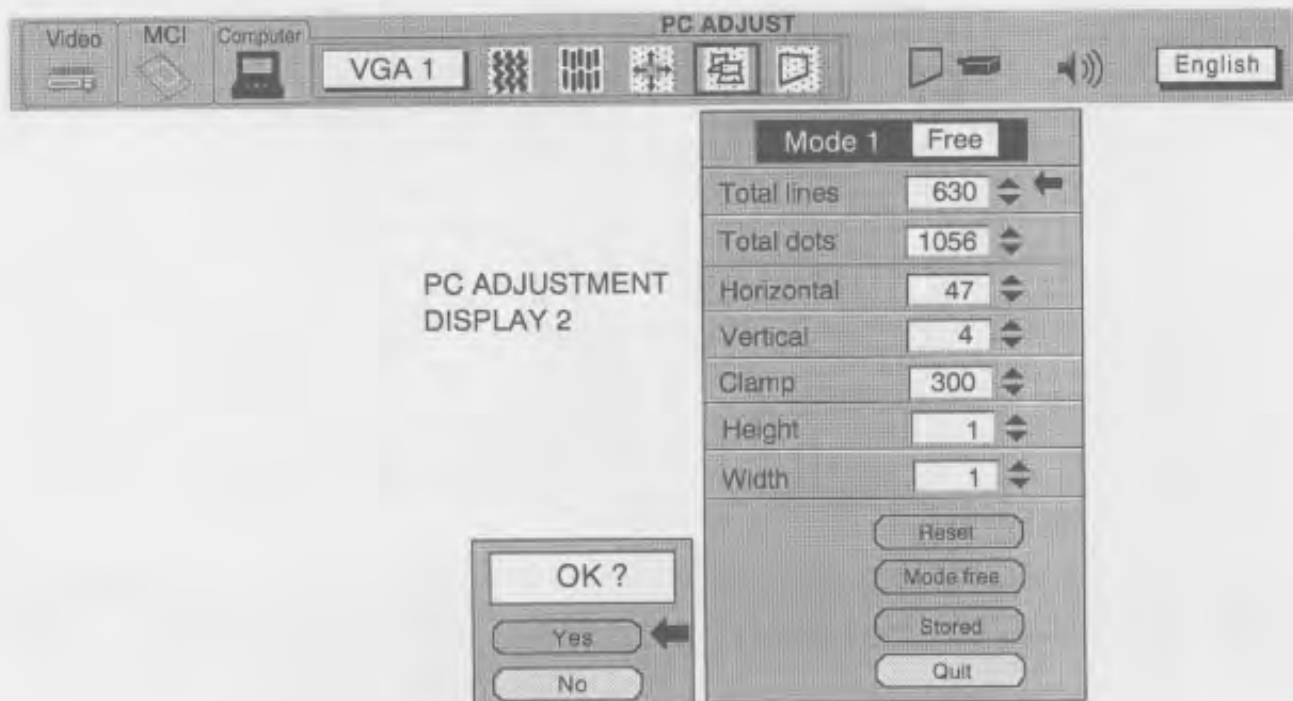 PC ADJUST
Video
MCI
Computer
VGA 1
English
Mode 1 Free
Total lines 630
Total dots 1056
Horizontal 47
Vertical 4
Clamp 300
Height 1
Width 1
Reset
Mode free
Stored
Quit
PC ADJUSTMENT
DISPLAY 2
OK ?
Yes
No